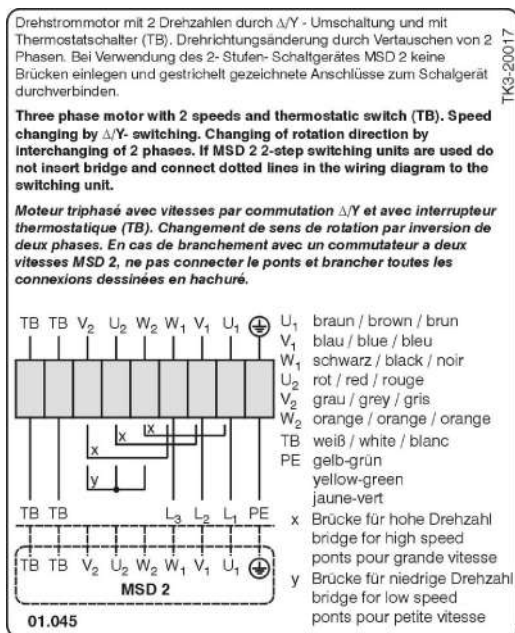 Drehstrommotor mit 2 Drehzahlen durch Δ/Y - Umschaltung und mit
Thermostatschalter (TB). Drehrichtungsänderung durch Vertauschen von 2
Phasen. Bei Verwendung des 2- Stufen- Schaltgerätes MSD 2 keine
Brücken einlegen und gestrichelt gezeichnete Anschlüsse zum Schalgerät
durchverbinden.
TK3-20017
Three phase motor with 2 speeds and thermostatic switch (TB). Speed
changing by Δ/Y- switching. Changing of rotation direction by
interchanging of 2 phases. If MSD 2 2-step switching units are used do
not insert bridge and connect dotted lines in the wiring diagram to the
switching unit.
Moteur triphasé avec vitesses par commutation Δ/Y et avec interrupteur
thermostatique (TB). Changement de sens de rotation par inversion de
deux phases. En cas de branchement avec un commutateur a deux
vitesses MSD 2, ne pas connecter le ponts et brancher toutes les
connexions dessinées en hachuré.
TB TB V₂ U₂ W₂ W₁ V₁ U₁
x x x
y
TB TB L₃ L₂ L₁ PE
TB TB V₂ U₂ W₂ W₁ V₁ U₁
MSD 2
01.045
U₁ braun / brown / brun
V₁ blau / blue / bleu
W₁ schwarz / black / noir
U₂ rot / red / rouge
V₂ grau / grey / gris
W₂ orange / orange / orange
TB weiß / white / blanc
PE gelb-grün
yellow-green
jaune-vert
x Brücke für hohe Drehzahl
bridge for high speed
ponts pour grande vitesse
y Brücke für niedrige Drehzahl
bridge for low speed
ponts pour petite vitesse